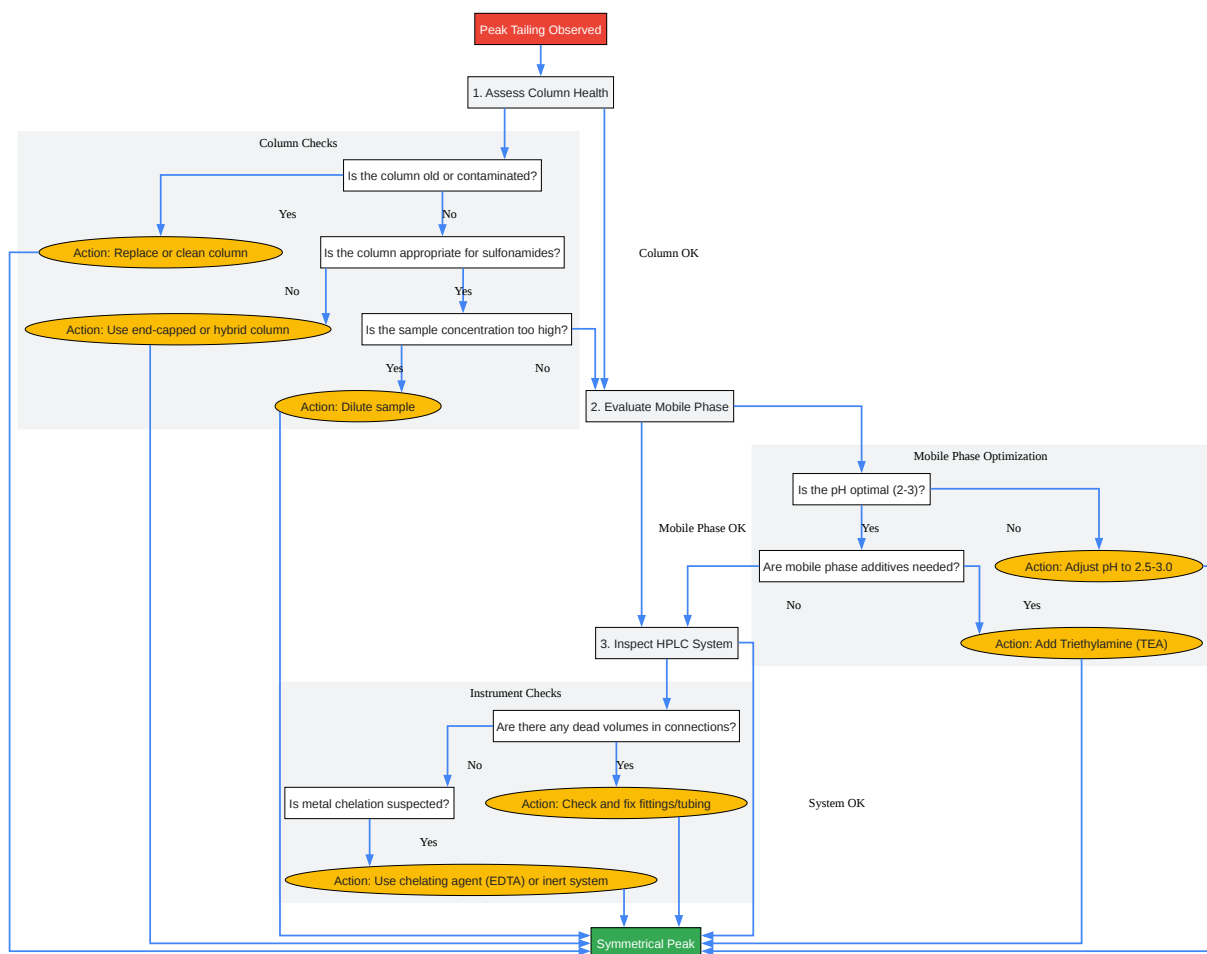 Peak Tailing Observed
1. Assess Column Health
Column Checks
Is the column old or contaminated?
Yes
No
Action: Replace or clean column
Is the column appropriate for sulfonamides?
Column OK
No
Yes
Action: Use end-capped or hybrid column
Is the sample concentration too high?
Yes
No
Action: Dilute sample
2. Evaluate Mobile Phase
Mobile Phase Optimization
Is the pH optimal (2-3)?
Mobile Phase OK
Yes
No
Are mobile phase additives needed?
Action: Adjust pH to 2.5-3.0
No
Yes
3. Inspect HPLC System
Action: Add Triethylamine (TEA)
Instrument Checks
Are there any dead volumes in connections?
No
Yes
Is metal chelation suspected?
Action: Check and fix fittings/tubing
System OK
Yes
Action: Use chelating agent (EDTA) or inert system
Symmetrical Peak